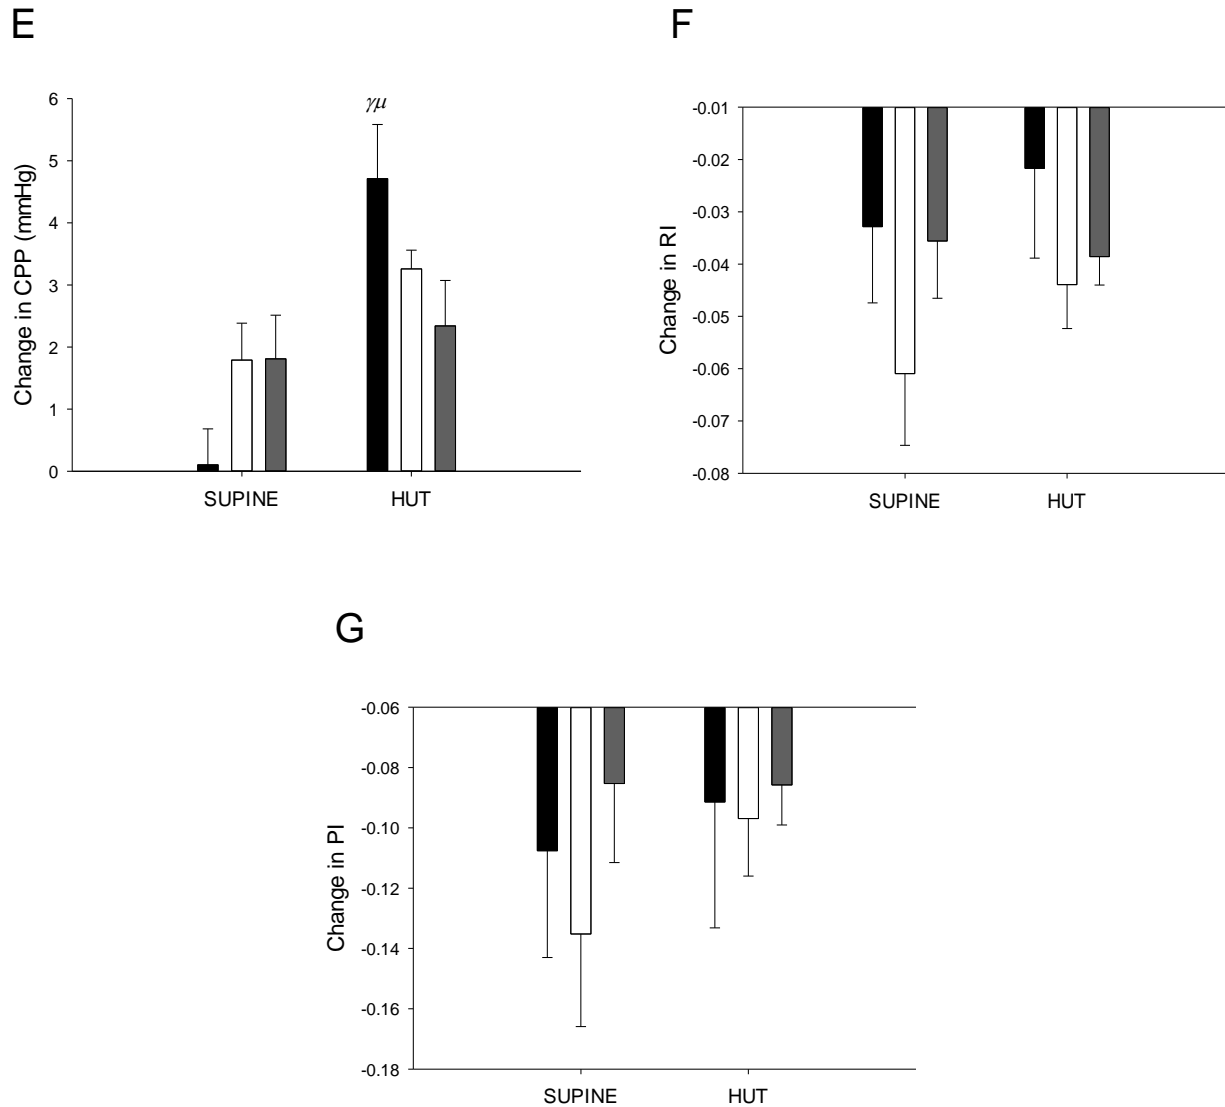 E
γμ
6
5
4
3
2
1
0
Change in CPP (mmHg)
SUPINE HUT
F
-0.01
-0.02
-0.03
-0.04
-0.05
-0.06
-0.07
-0.08
Change in RI
SUPINE HUT
G
-0.06
-0.08
-0.10
-0.12
-0.14
-0.16
-0.18
Change in PI
SUPINE HUT